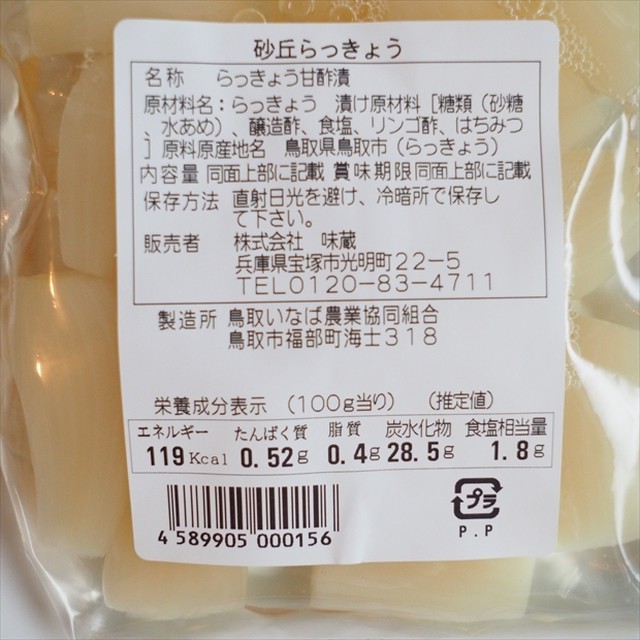 砂丘らっきょう
名称　らっきょう甘酢漬
原材料名：らっきょう　漬け原材料［糖類（砂糖
、水あめ）、醸造酢、食塩、リンゴ酢、はちみつ
］原料原産地名　鳥取県鳥取市（らっきょう）
内容量 同面上部に記載 賞味期限 同面上部に記載
保存方法　直射日光を避け、冷暗所で保存し
て下さい。
販売者　株式会社　味蔵
兵庫県宝塚市光明町２２－５
ＴＥＬ０１２０－８３－４７１１
製造所　鳥取いなば農業協同組合
鳥取市福部町海士３１８
栄養成分表示　（100g当り）　（推定値）
エネルギー　たんぱく質　脂質　炭水化物　食塩相当量
119Kcal　0.52g　0.4g　28.5g　1.8g
4 589905 000156
プラ
P.P